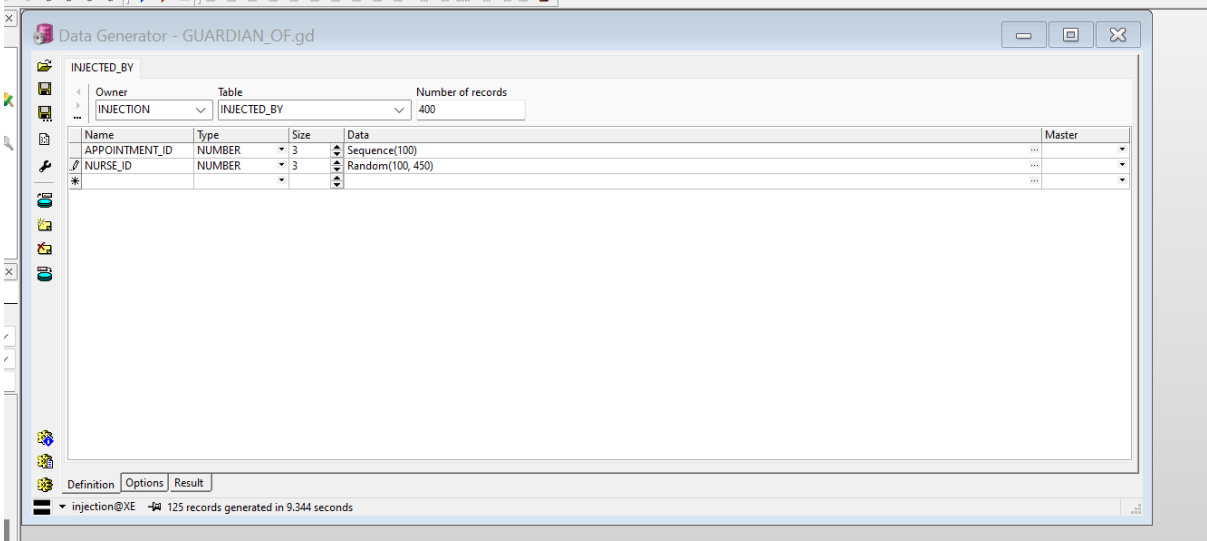 Data Generator - GUARDIAN_OF.gd
INJECTED_BY
Owner Table Number of records
INJECTION INJECTED_BY 400
Name Type Size Data Master
APPOINTMENT_ID NUMBER 3 Sequence(100) ...
NURSE_ID NUMBER 3 Random(100, 450) ...
* ...
Definition Options Result
injection@XE 125 records generated in 9.344 seconds